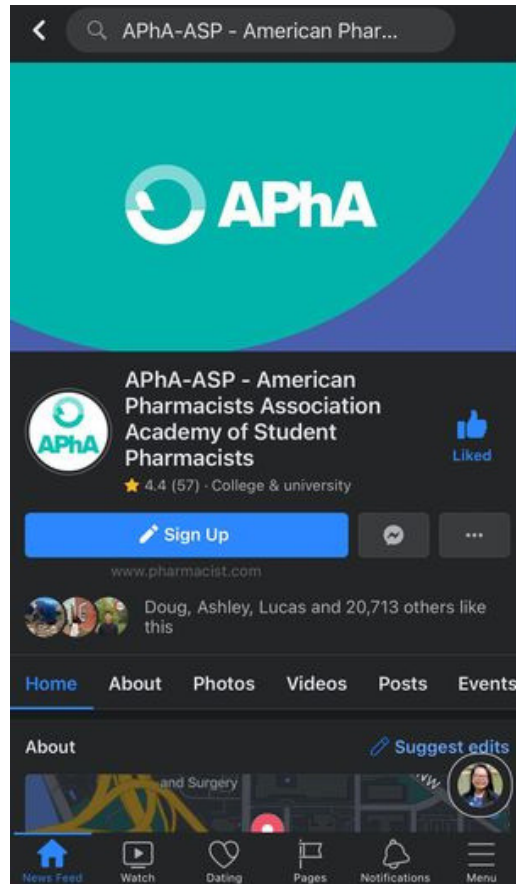 APhA-ASP - American Phar...
APhA
APhA-ASP - American
Pharmacists Association
Academy of Student
Pharmacists
APhA
Liked
4.4 (57) · College & university
Sign Up
www.pharmacist.com
Doug, Ashley, Lucas and 20,713 others like
this
Home About Photos Videos Posts Events
About Suggest edits
and Surgery
News Feed Watch Dating Pages Notifications Menu